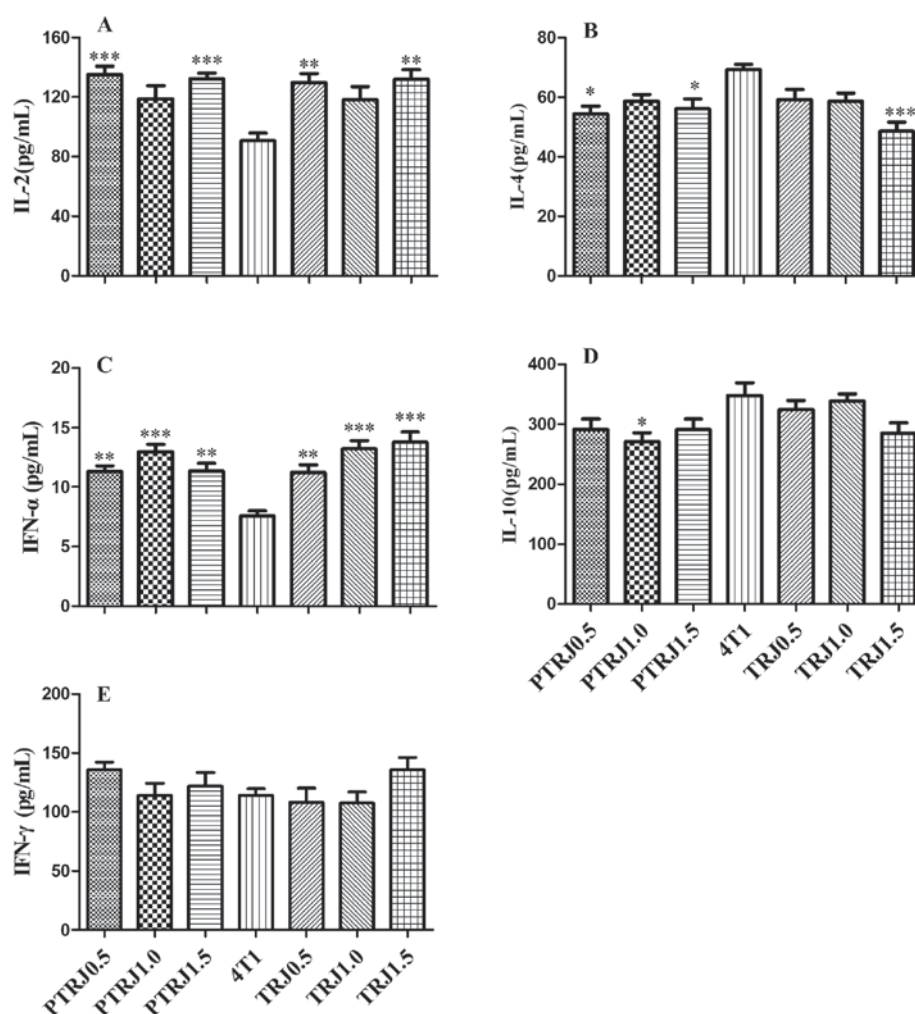 A
IL-2(pg/mL)
160
120
80
40
0
***
***
**
**
B
IL-4(pg/mL)
80
60
40
20
0
*
*
***
C
IFN-α (pg/mL)
20
15
10
5
0
**
***
**
**
***
***
D
IL-10(pg/mL)
400
300
200
100
0
*
PTRJ0.5
PTRJ1.0
PTRJ1.5
4T1
TRJ0.5
TRJ1.0
TRJ1.5
E
IFN-γ (pg/mL)
200
150
100
50
0
PTRJ0.5
PTRJ1.0
PTRJ1.5
4T1
TRJ0.5
TRJ1.0
TRJ1.5